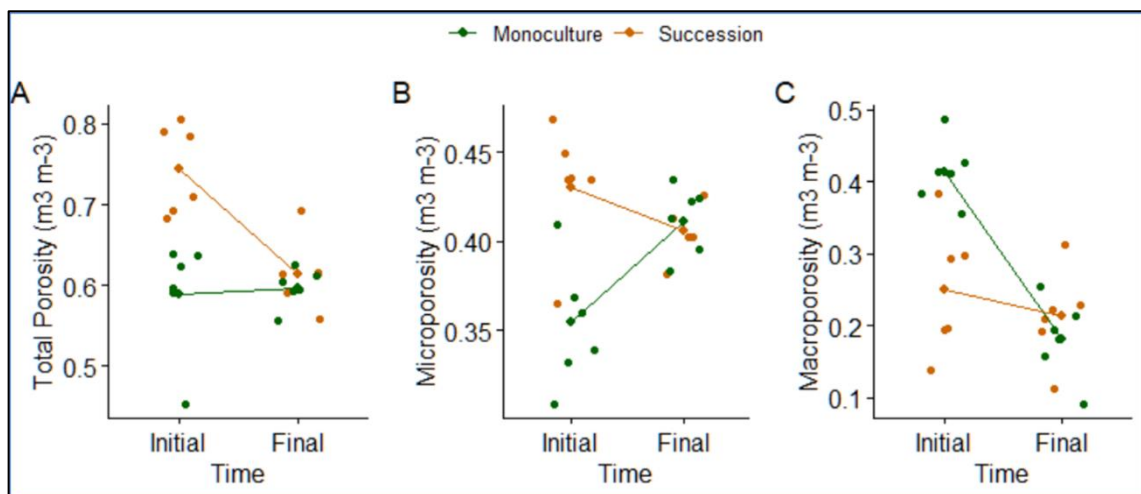 Monoculture Succession
A
Total Porosity (m3 m-3)
0.8
0.7
0.6
0.5
Initial Final
Time
B
Microporosity (m3 m-3)
0.45
0.40
0.35
Initial Final
Time
C
Macroporosity (m3 m-3)
0.5
0.4
0.3
0.2
0.1
Initial Final
Time